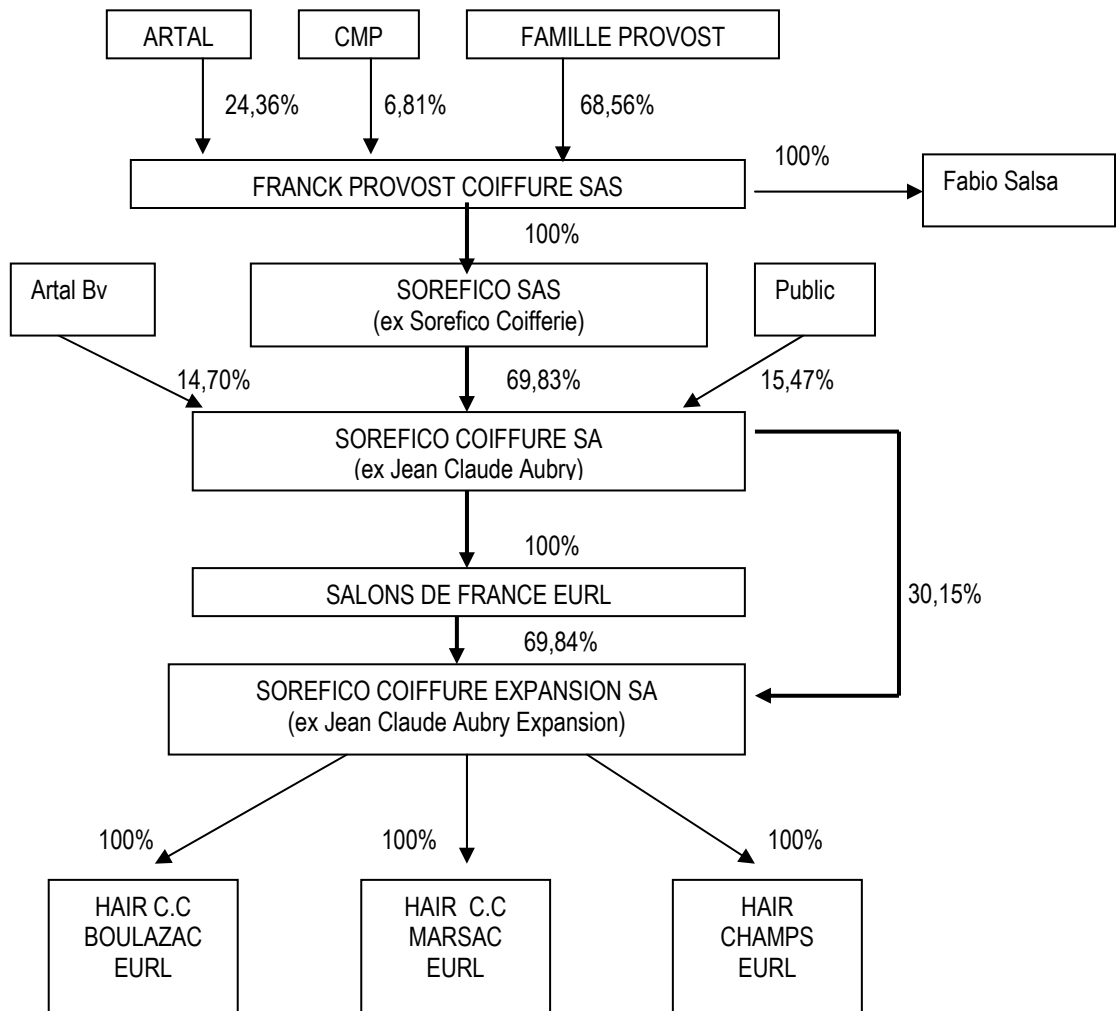 ARTAL
CMP
FAMILLE PROVOST
24,36%
6,81%
68,56%
FRANCK PROVOST COIFFURE SAS
100%
Fabio Salsa
100%
Artal Bv
SOREFICO SAS
(ex Sorefico Coifferie)
Public
14,70%
69,83%
15,47%
SOREFICO COIFFURE SA
(ex Jean Claude Aubry)
100%
SALONS DE FRANCE EURL
30,15%
69,84%
SOREFICO COIFFURE EXPANSION SA
(ex Jean Claude Aubry Expansion)
100%
100%
100%
HAIR C.C
BOULAZAC
EURL
HAIR C.C
MARSAC
EURL
HAIR
CHAMPS
EURL